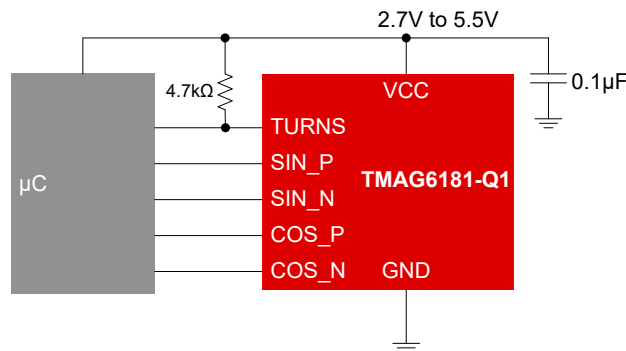 2.7V to 5.5V
4.7kΩ
VCC
0.1µF
TURNS
SIN_P
µC
TMAG6181-Q1
SIN_N
COS_P
COS_N
GND